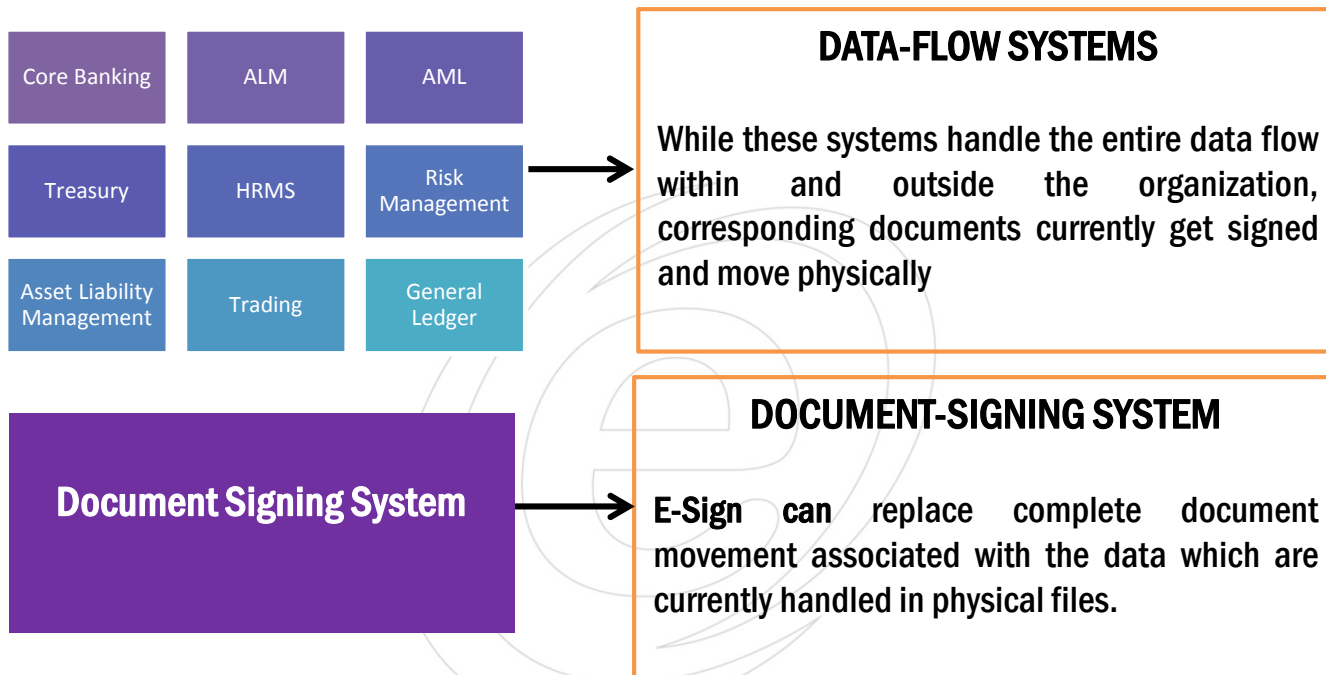 Core Banking
ALM
AML
Treasury
HRMS
Risk
Management
Asset Liability
Management
Trading
General
Ledger
DATA-FLOW SYSTEMS
While these systems handle the entire data flow
within and outside the organization,
corresponding documents currently get signed
and move physically
Document Signing System
DOCUMENT-SIGNING SYSTEM
E-Sign can replace complete document
movement associated with the data which are
currently handled in physical files.